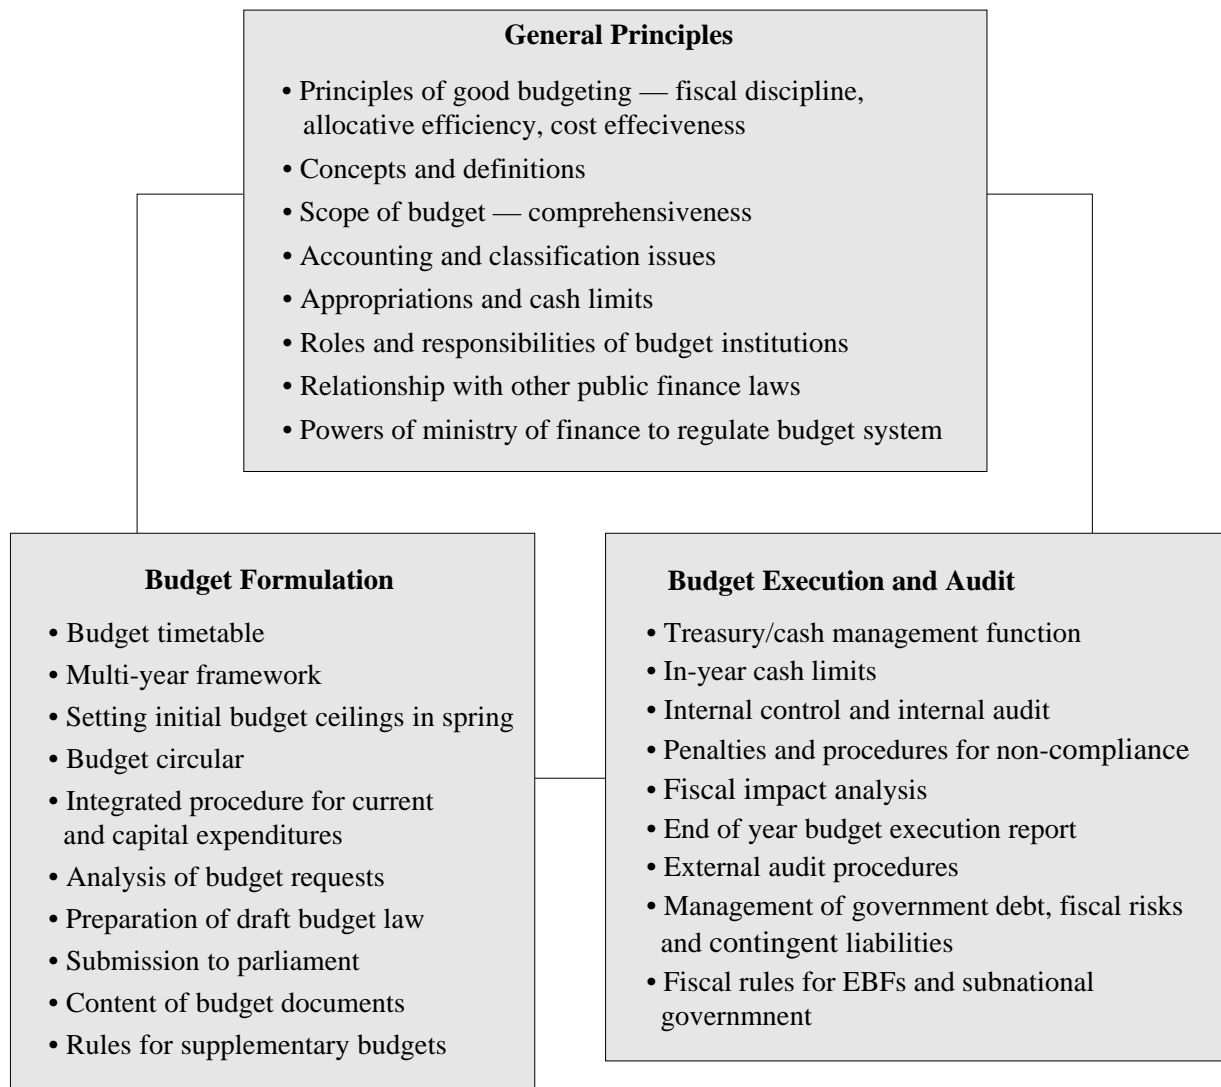 General Principles
• Principles of good budgeting — fiscal discipline,
allocative efficiency, cost effeciveness
• Concepts and definitions
• Scope of budget — comprehensiveness
• Accounting and classification issues
• Appropriations and cash limits
• Roles and responsibilities of budget institutions
• Relationship with other public finance laws
• Powers of ministry of finance to regulate budget system
Budget Formulation
• Budget timetable
• Multi-year framework
• Setting initial budget ceilings in spring
• Budget circular
• Integrated procedure for current
and capital expenditures
• Analysis of budget requests
• Preparation of draft budget law
• Submission to parliament
• Content of budget documents
• Rules for supplementary budgets
Budget Execution and Audit
• Treasury/cash management function
• In-year cash limits
• Internal control and internal audit
• Penalties and procedures for non-compliance
• Fiscal impact analysis
• End of year budget execution report
• External audit procedures
• Management of government debt, fiscal risks
and contingent liabilities
• Fiscal rules for EBFs and subnational
governmnent